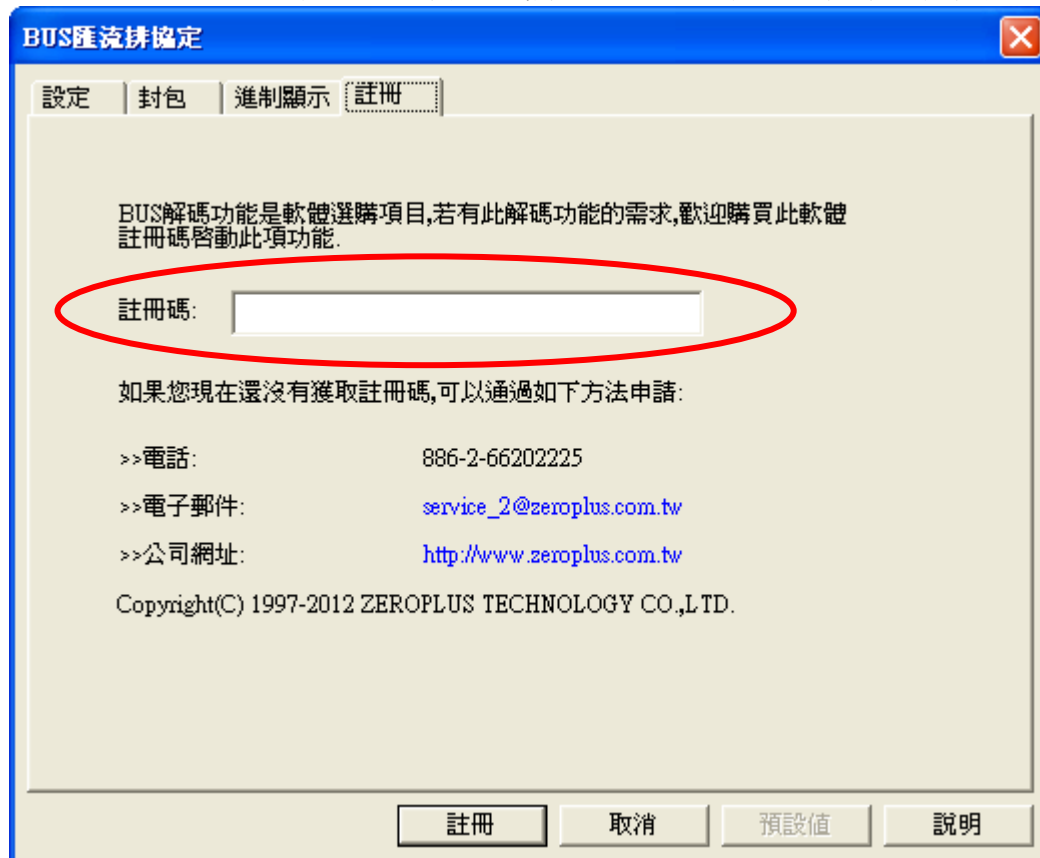 BUS匯流排協定
設定 封包 進制顯示 註冊
BUS解碼功能是軟體選購項目,若有此解碼功能的需求,歡迎購買此軟體
註冊碼啓動此項功能.
註冊碼:
如果您現在還沒有獲取註冊碼,可以通過如下方法申請:
>>電話: 886-2-66202225
>>電子郵件: service_2@zeroplus.com.tw
>>公司網址: http://www.zeroplus.com.tw
Copyright(C) 1997-2012 ZEROPLUS TECHNOLOGY CO.,LTD.
註冊 取消 預設值 說明